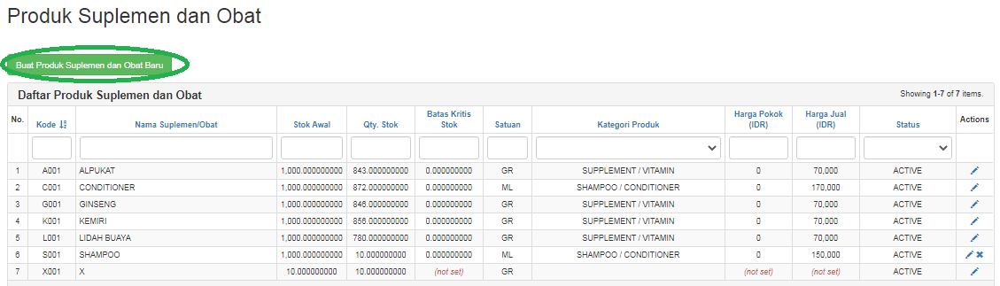 Produk Suplemen dan Obat
Buat Produk Suplemen dan Obat Baru
Daftar Produk Suplemen dan Obat Showing 1-7 of 7 items.
No. Kode Nama Suplemen/Obat Stok Awal Qty. Stok Batas Kritis Stok Satuan Kategori Produk Harga Pokok (IDR) Harga Jual (IDR) Status Actions
1 A001 ALPUKAT 1,000.000000000 843.000000000 0.000000000 GR SUPPLEMENT / VITAMIN 0 70,000 ACTIVE
2 C001 CONDITIONER 1,000.000000000 872.000000000 0.000000000 ML SHAMPOO / CONDITIONER 0 170,000 ACTIVE
3 G001 GINSENG 1,000.000000000 846.000000000 0.000000000 GR SUPPLEMENT / VITAMIN 0 70,000 ACTIVE
4 K001 KEMIRI 1,000.000000000 856.000000000 0.000000000 GR SUPPLEMENT / VITAMIN 0 70,000 ACTIVE
5 L001 LIDAH BUAYA 1,000.000000000 780.000000000 0.000000000 GR SUPPLEMENT / VITAMIN 0 70,000 ACTIVE
6 S001 SHAMPOO 1,000.000000000 10.000000000 0.000000000 ML SHAMPOO / CONDITIONER 0 150,000 ACTIVE
7 X001 X 10.000000000 10.000000000 (not set) GR (not set) (not set) ACTIVE